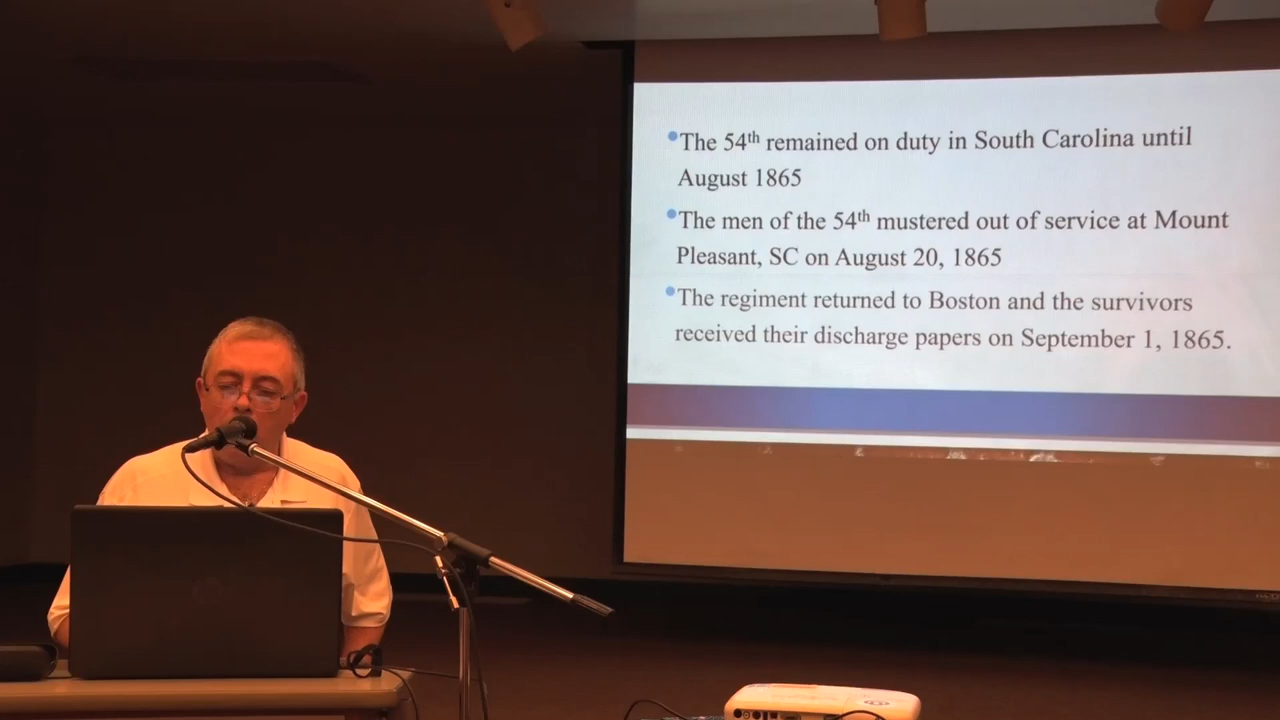 The 54th remained on duty in South Carolina until
August 1865
The men of the 54th mustered out of service at Mount
Pleasant, SC on August 20, 1865
The regiment returned to Boston and the survivors
received their discharge papers on September 1, 1865.